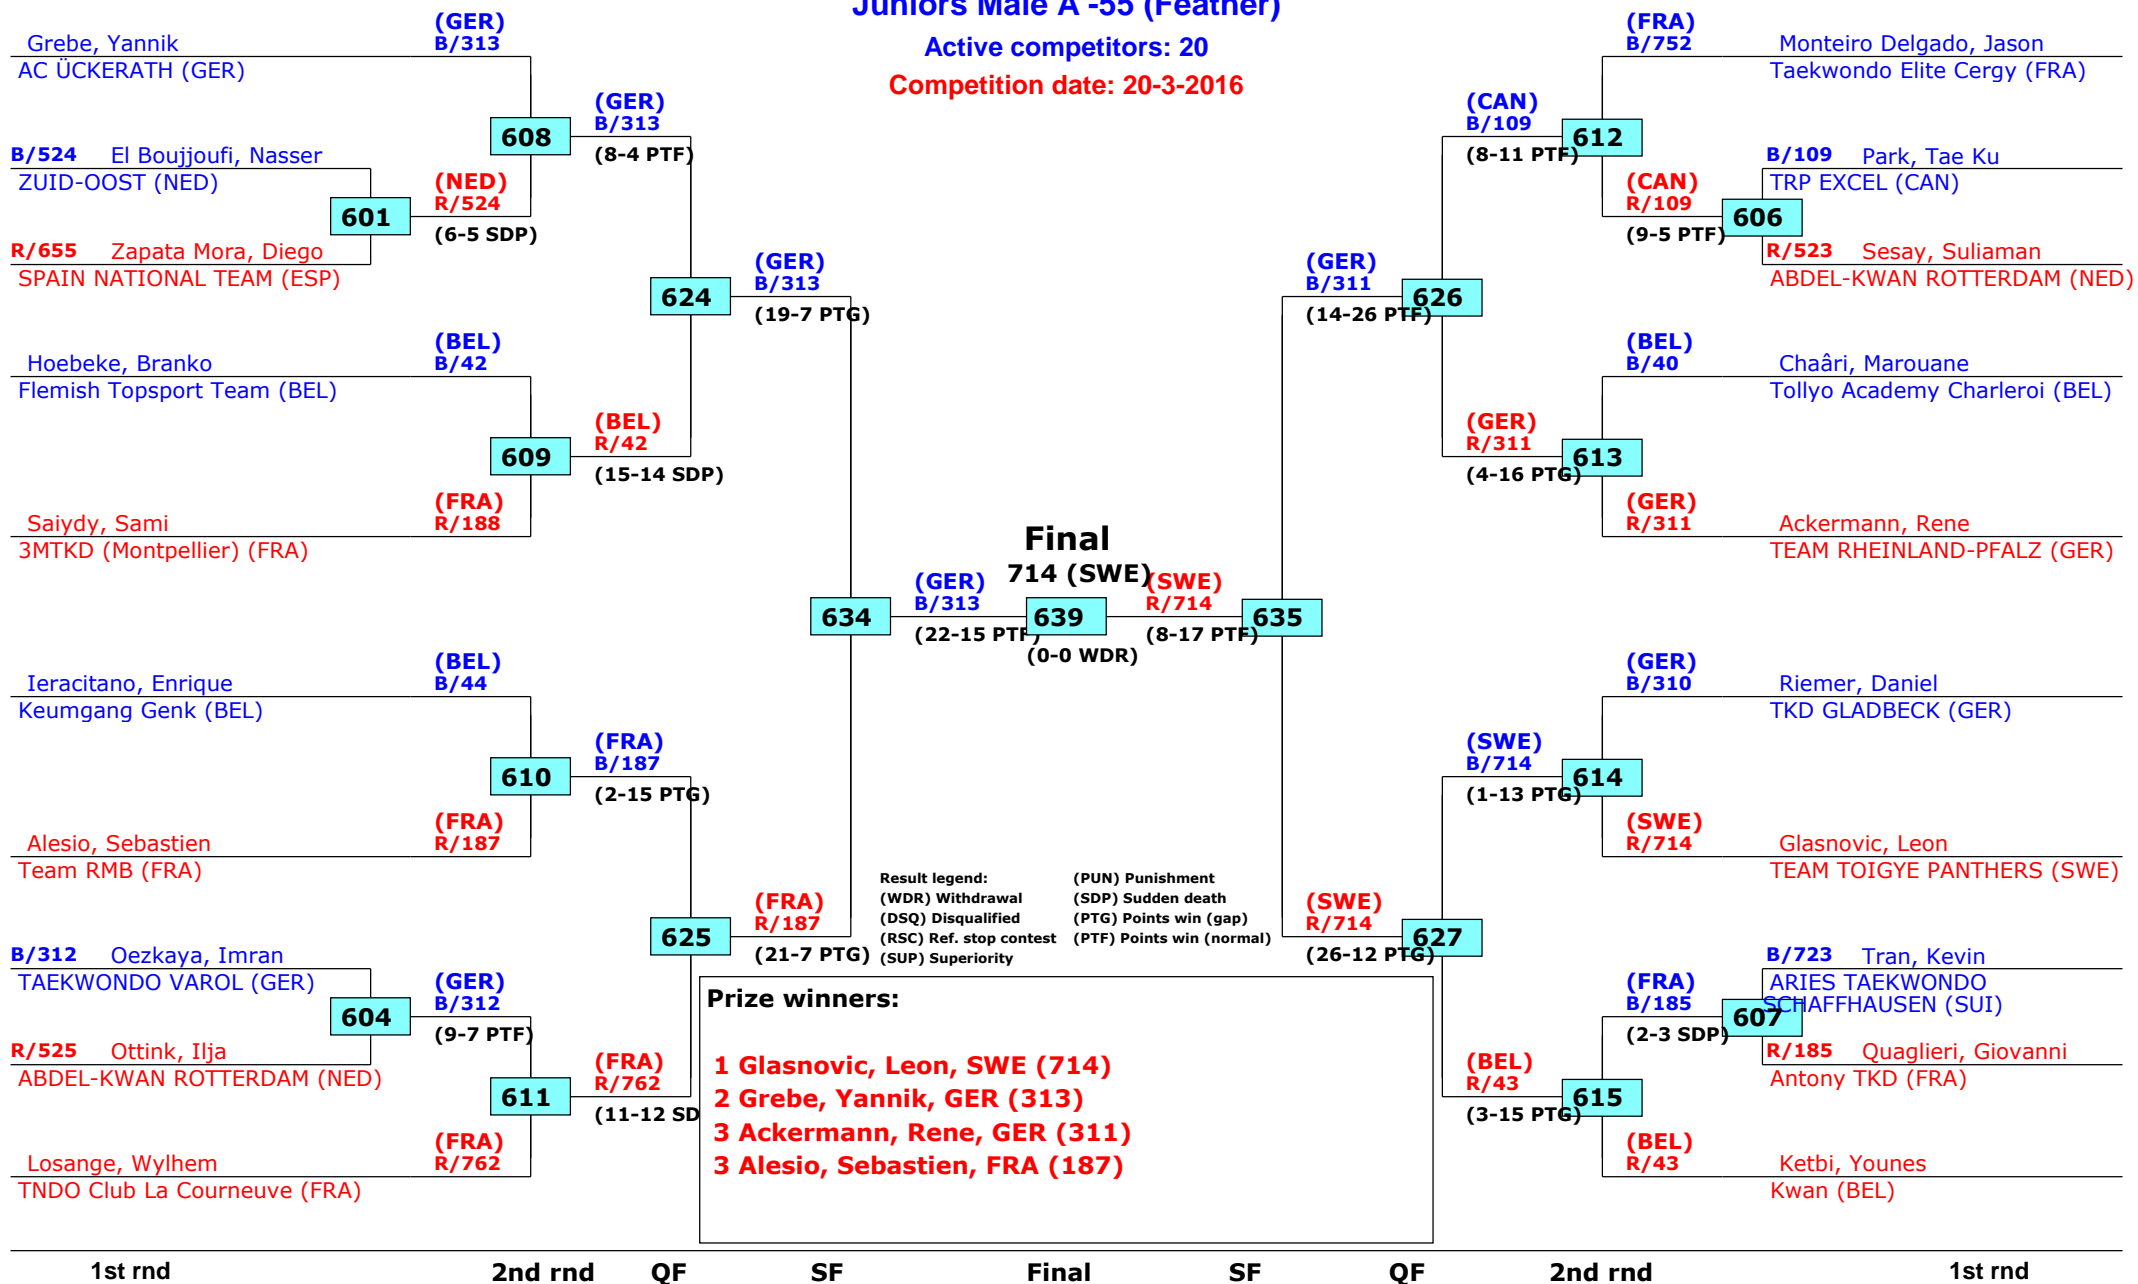 Juniors Male A -55 (Feather)
Active competitors: 20
Competition date: 20-3-2016
Grebe, Yannik
AC ÜCKERATH (GER)
(GER)
B/313
B/524 El Boujjoufi, Nasser
ZUID-OOST (NED)
R/655 Zapata Mora, Diego
SPAIN NATIONAL TEAM (ESP)
601
(NED)
R/524
(6-5 SDP)
608
(GER)
B/313
(8-4 PTF)
Hoebeke, Branko
Flemish Topsport Team (BEL)
(BEL)
B/42
Saiydy, Sami
3MTKD (Montpellier) (FRA)
(FRA)
R/188
609
(BEL)
R/42
(15-14 SDP)
624
(GER)
B/313
(19-7 PTG)
Ieracitano, Enrique
Keumgang Genk (BEL)
(BEL)
B/44
Alesio, Sebastien
Team RMB (FRA)
(FRA)
R/187
610
(FRA)
B/187
(2-15 PTG)
B/312 Oezkaya, Imran
TAEKWONDO VAROL (GER)
R/525 Ottink, Ilja
ABDEL-KWAN ROTTERDAM (NED)
604
(GER)
B/312
(9-7 PTF)
Losange, Wylhem
TNDO Club La Courneuve (FRA)
(FRA)
R/762
611
(FRA)
R/762
(11-12 SD
625
(FRA)
R/187
(21-7 PTG)
634
(GER)
B/313
(22-15 PTF)
Final
714 (SWE)
639
(0-0 WDR)
(SWE)
R/714
(8-17 PTF)
635
(GER)
B/311
(14-26 PTF)
626
(CAN)
B/109
(8-11 PTF)
612
(FRA)
B/752
Monteiro Delgado, Jason
Taekwondo Elite Cergy (FRA)
(CAN)
R/109
(9-5 PTF)
606
B/109 Park, Tae Ku
TRP EXCEL (CAN)
R/523 Sesay, Suliaman
ABDEL-KWAN ROTTERDAM (NED)
(GER)
R/311
(4-16 PTG)
613
(BEL)
B/40
Chaâri, Marouane
Tollyo Academy Charleroi (BEL)
(GER)
R/311
Ackermann, Rene
TEAM RHEINLAND-PFALZ (GER)
(SWE)
R/714
(26-12 PTG)
627
(SWE)
B/714
(1-13 PTG)
614
(GER)
B/310
Riemer, Daniel
TKD GLADBECK (GER)
(SWE)
R/714
Glasnovic, Leon
TEAM TOIGYE PANTHERS (SWE)
(BEL)
R/43
(3-15 PTG)
615
(FRA)
B/185
(2-3 SDP)
607
B/723 Tran, Kevin
ARIES TAEKWONDO
SCHAFFHAUSEN (SUI)
R/185 Quaglieri, Giovanni
Antony TKD (FRA)
(BEL)
R/43
Ketbi, Younes
Kwan (BEL)
Result legend: (PUN) Punishment
(WDR) Withdrawal (SDP) Sudden death
(DSQ) Disqualified (PTG) Points win (gap)
(RSC) Ref. stop contest (PTF) Points win (normal)
(SUP) Superiority
Prize winners:
1 Glasnovic, Leon, SWE (714)
2 Grebe, Yannik, GER (313)
3 Ackermann, Rene, GER (311)
3 Alesio, Sebastien, FRA (187)
1st rnd 2nd rnd QF SF Final SF QF 2nd rnd 1st rnd